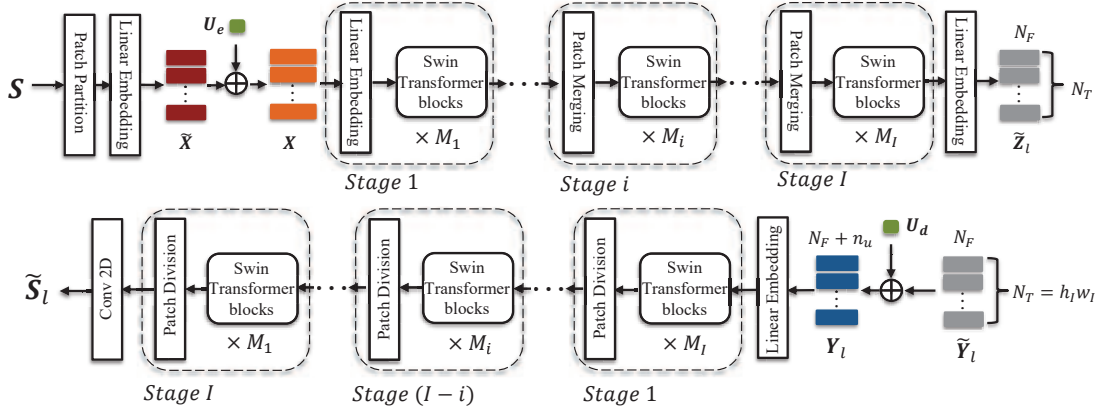 S
Patch Partition
Linear Embedding
X̃
U_e
X
Linear Embedding
Swin
Transformer
blocks
× M_1
Stage 1
Patch Merging
Swin
Transformer
blocks
× M_i
Stage i
Patch Merging
Swin
Transformer
blocks
× M_I
Stage I
Linear Embedding
N_F
N_T
Z̃_l
S̃_l
Conv 2D
Patch Division
Swin
Transformer
blocks
× M_1
Stage I
Patch Division
Swin
Transformer
blocks
× M_i
Stage (I − i)
Patch Division
Swin
Transformer
blocks
× M_I
Stage 1
Linear Embedding
N_F + n_u
Y_l
U_d
N_F
N_T = h_I w_I
Ỹ_l